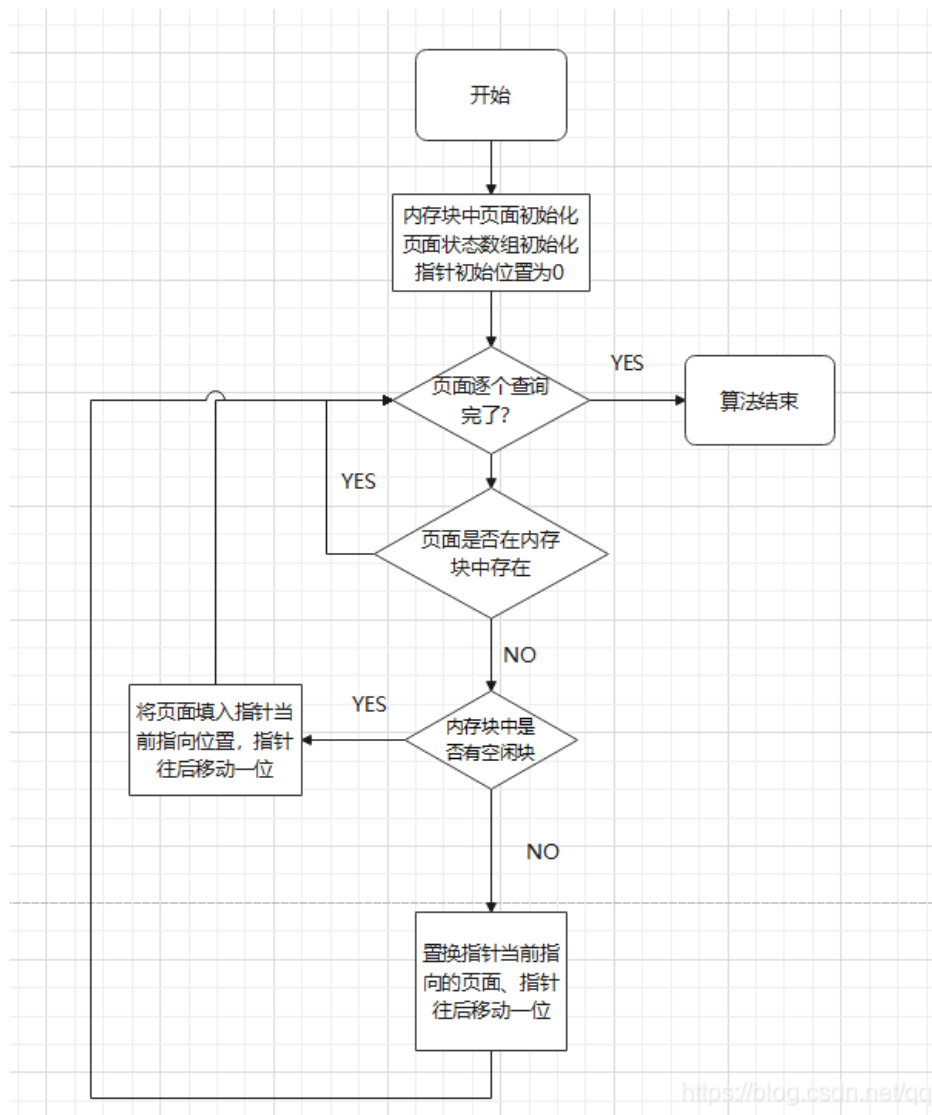 开始
内存块中页面初始化
页面状态数组初始化
指针初始位置为0
YES
页面逐个查询
完了?
算法结束
YES
页面是否在内存
块中存在
NO
YES
将页面填入指针当
前指向位置，指针
往后移动一位
内存块中是
否有空闲块
NO
置换指针当前指
向的页面、指针
往后移动一位
https://blog.csdn.net/qq